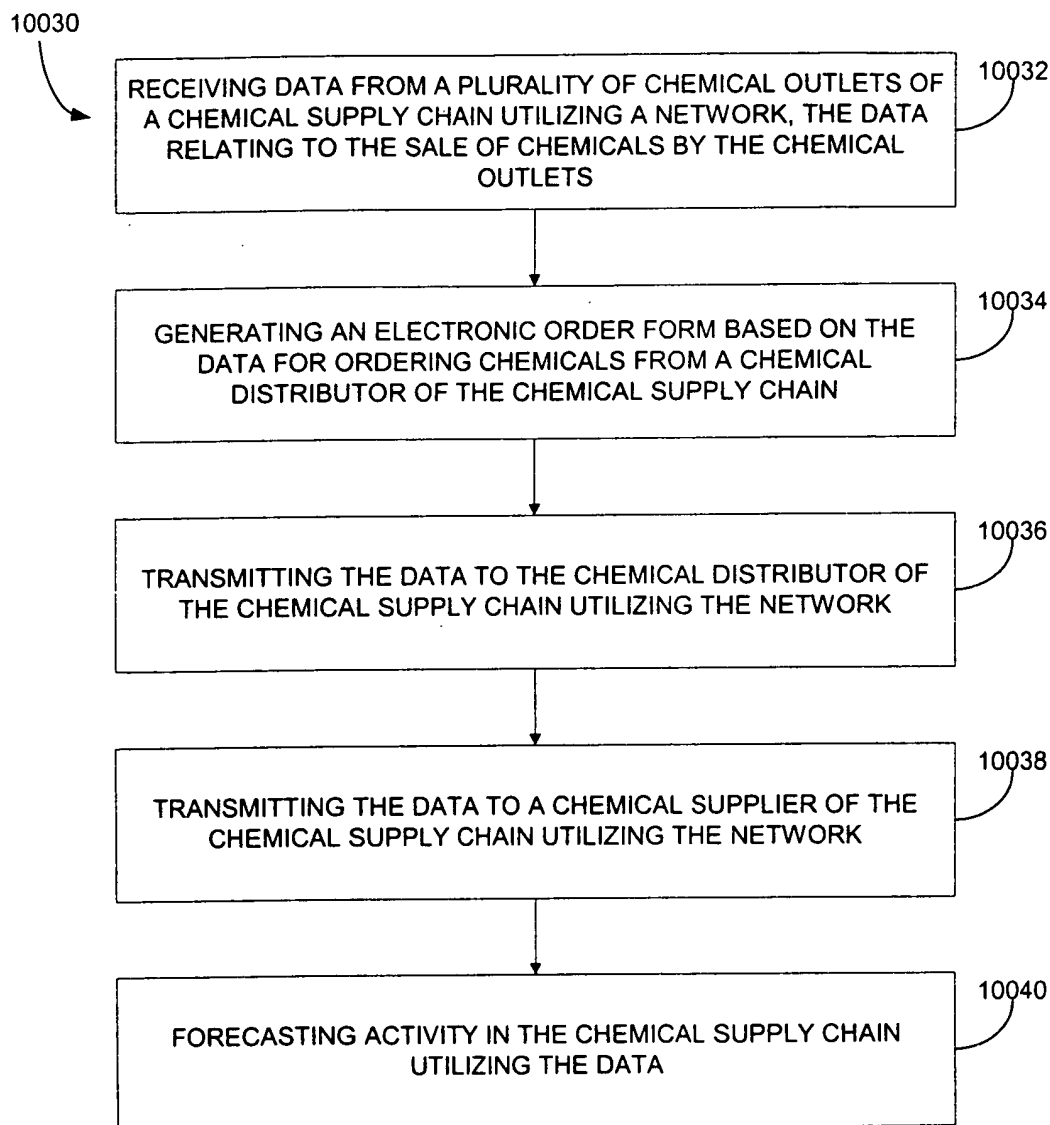 10030
RECEIVING DATA FROM A PLURALITY OF CHEMICAL OUTLETS OF
A CHEMICAL SUPPLY CHAIN UTILIZING A NETWORK, THE DATA
RELATING TO THE SALE OF CHEMICALS BY THE CHEMICAL
OUTLETS
10032
GENERATING AN ELECTRONIC ORDER FORM BASED ON THE
DATA FOR ORDERING CHEMICALS FROM A CHEMICAL
DISTRIBUTOR OF THE CHEMICAL SUPPLY CHAIN
10034
TRANSMITTING THE DATA TO THE CHEMICAL DISTRIBUTOR OF
THE CHEMICAL SUPPLY CHAIN UTILIZING THE NETWORK
10036
TRANSMITTING THE DATA TO A CHEMICAL SUPPLIER OF THE
CHEMICAL SUPPLY CHAIN UTILIZING THE NETWORK
10038
FORECASTING ACTIVITY IN THE CHEMICAL SUPPLY CHAIN
UTILIZING THE DATA
10040